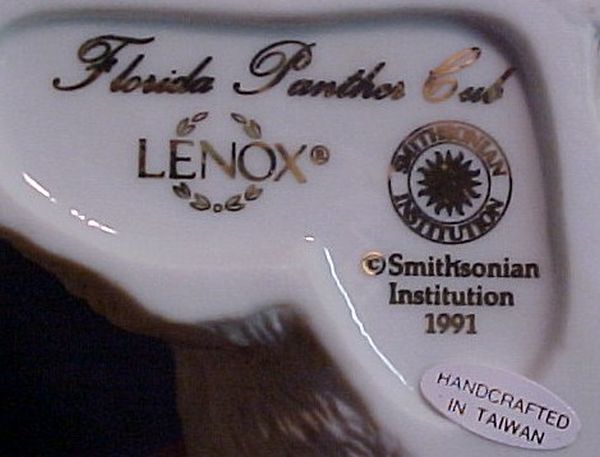 Florida Panther Cub
LENOX®
SMITHSONIAN
INSTITUTION
©Smithsonian
Institution
1991
HANDCRAFTED
IN TAIWAN